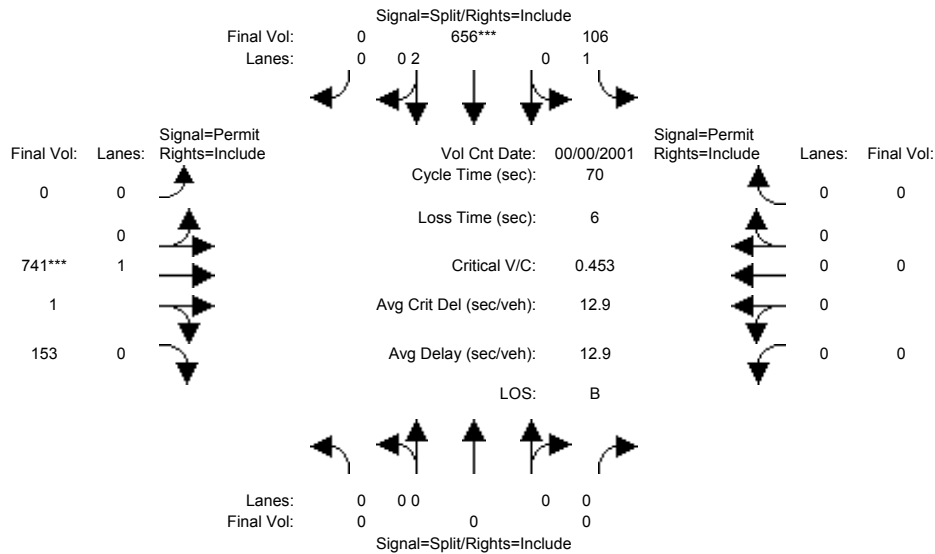 Signal=Split/Rights=Include
Final Vol: 0 656*** 106
Lanes: 0 0 2 0 1
Signal=Permit Signal=Permit
Final Vol: Lanes: Rights=Include Vol Cnt Date: 00/00/2001 Rights=Include Lanes: Final Vol:
Cycle Time (sec): 70
0 0 0 0
Loss Time (sec): 6
0 0
741*** 1 Critical V/C: 0.453 0 0
1 Avg Crit Del (sec/veh): 12.9 0
153 0 Avg Delay (sec/veh): 12.9 0 0
LOS: B
Lanes: 0 0 0 0 0
Final Vol: 0 0 0
Signal=Split/Rights=Include